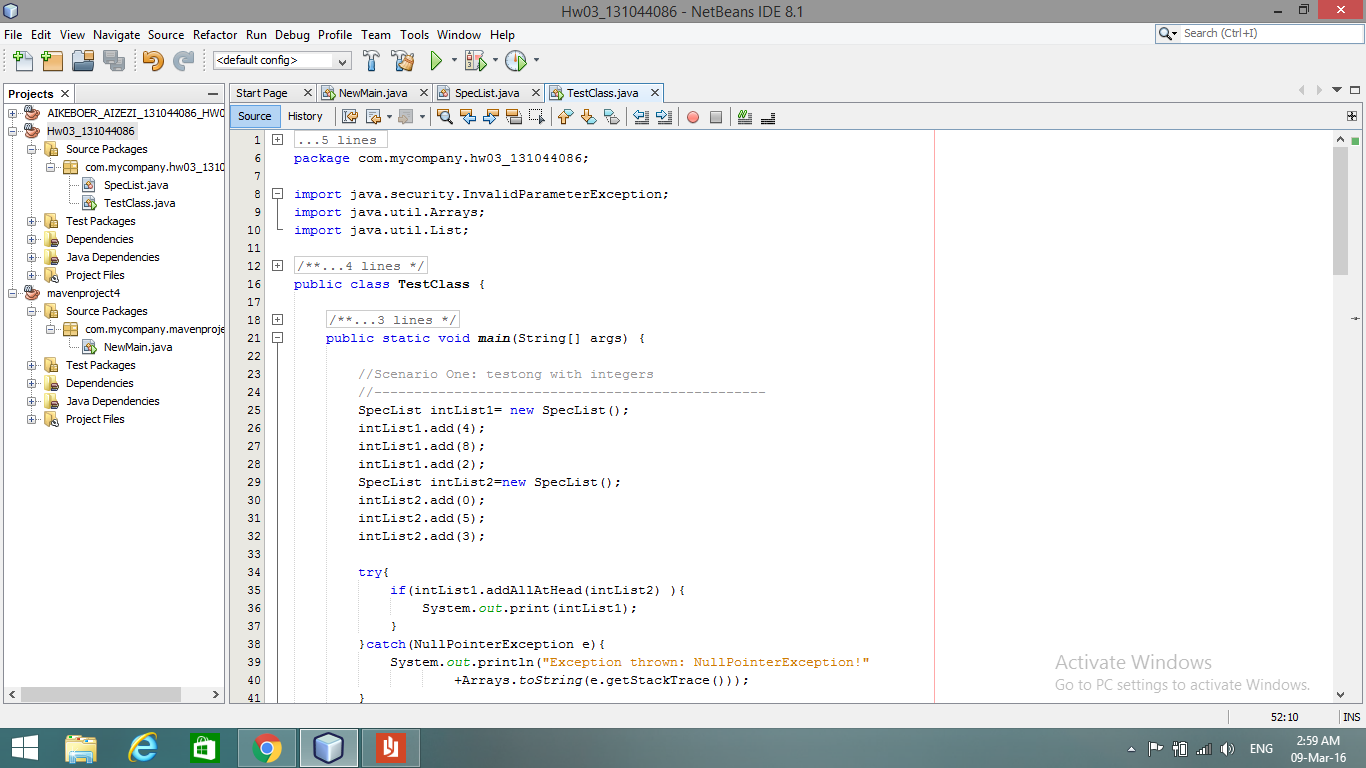 Hw03_131044086 - NetBeans IDE 8.1
File Edit View Navigate Source Refactor Run Debug Profile Team Tools Window Help
Search (Ctrl+I)
<default config>
Projects
AIKEBOER_AIZEZI_131044086_HW0
Hw03_131044086
Source Packages
com.mycompany.hw03_1310
SpecList.java
TestClass.java
Test Packages
Dependencies
Java Dependencies
Project Files
mavenproject4
Source Packages
com.mycompany.mavenproje
NewMain.java
Test Packages
Dependencies
Java Dependencies
Project Files
Start Page NewMain.java SpecList.java TestClass.java
Source History
1 ...5 lines
6 package com.mycompany.hw03_131044086;
7
8 import java.security.InvalidParameterException;
9 import java.util.Arrays;
10 import java.util.List;
11
12 /**...4 lines */
16 public class TestClass {
17
18 /**...3 lines */
21 public static void main(String[] args) {
22
23 //Scenario One: testong with integers
24 //-------------------------------------------------
25 SpecList intList1= new SpecList();
26 intList1.add(4);
27 intList1.add(8);
28 intList1.add(2);
29 SpecList intList2=new SpecList();
30 intList2.add(0);
31 intList2.add(5);
32 intList2.add(3);
33
34 try{
35 if(intList1.addAllAtHead(intList2) ){
36 System.out.print(intList1);
37 }
38 }catch(NullPointerException e){
39 System.out.println("Exception thrown: NullPointerException!"
40 +Arrays.toString(e.getStackTrace()));
41 }
Activate Windows
Go to PC settings to activate Windows.
52:10 INS
ENG
2:59 AM
09-Mar-16